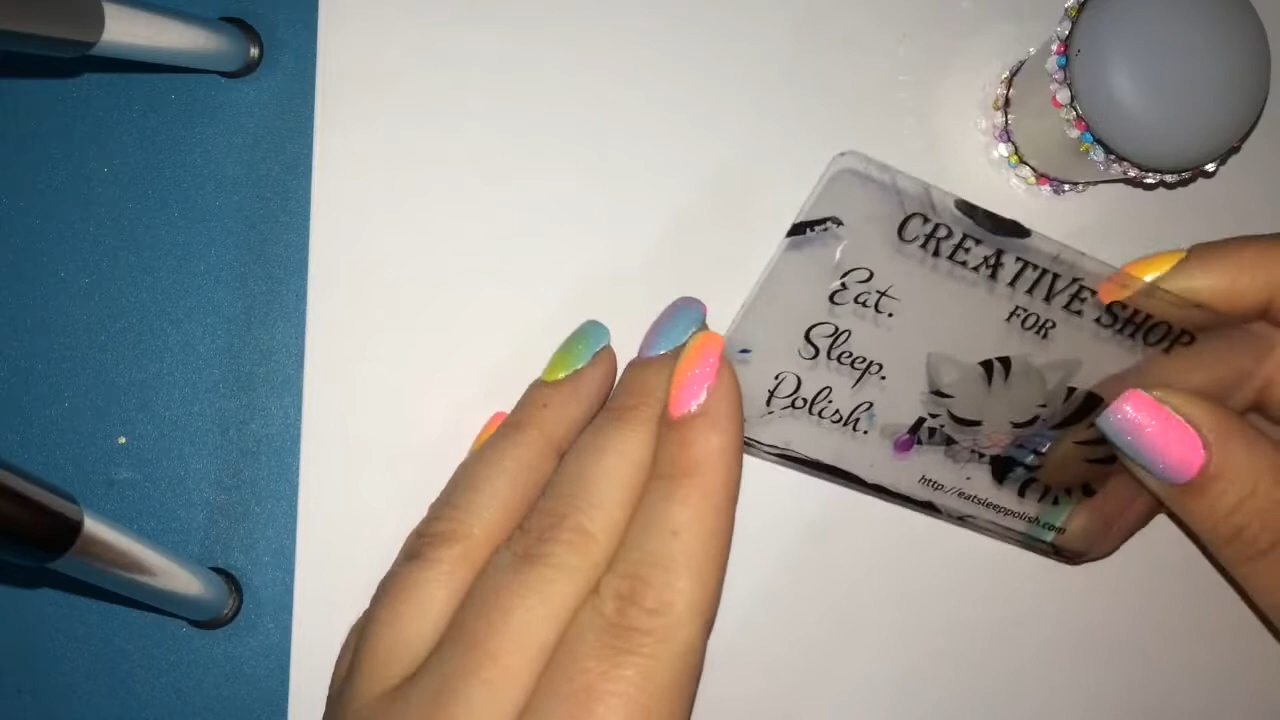 CREATIVE SHOP
FOR
Eat.
Sleep.
Polish.
http://eatsleeppolish.com